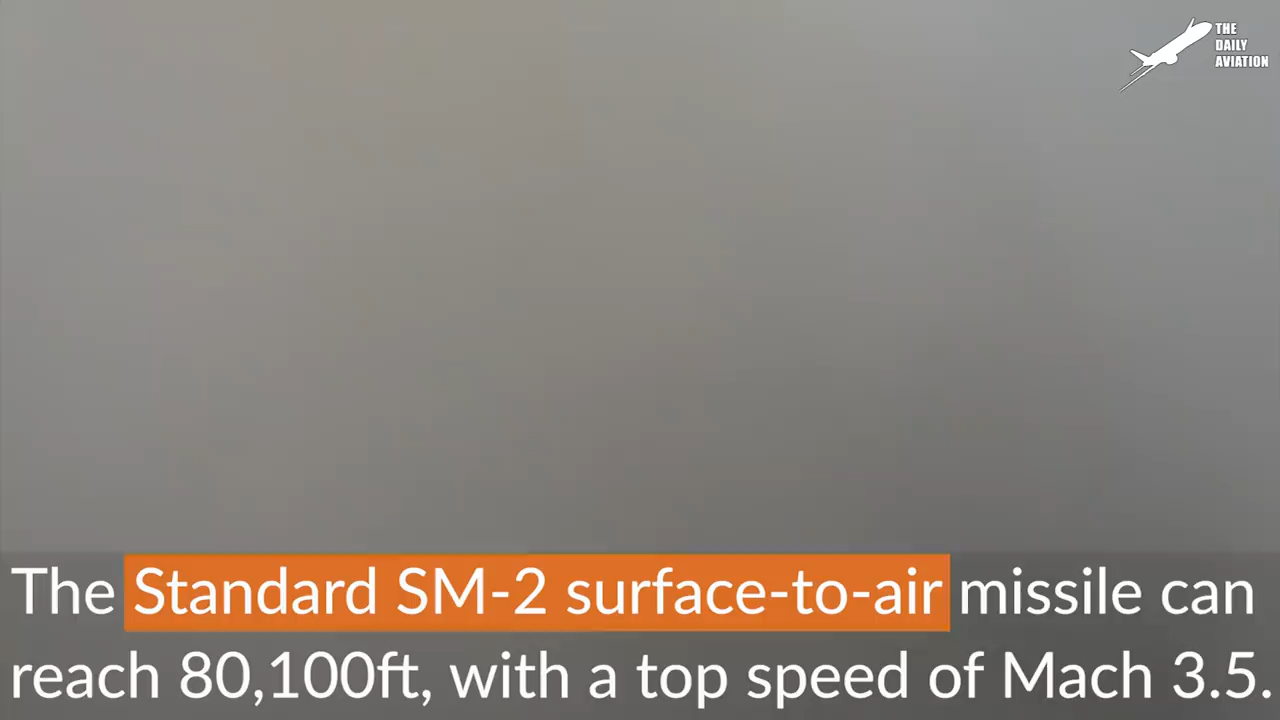 THE
DAILY
AVIATION
The Standard SM-2 surface-to-air missile can
reach 80,100ft, with a top speed of Mach 3.5.